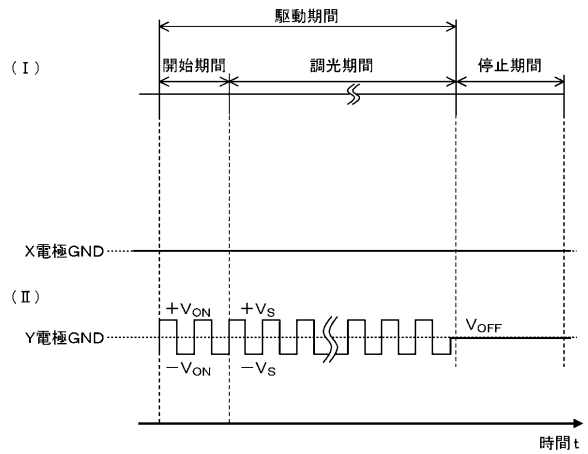 駆動期間
(Ⅰ)
開始期間
調光期間
停止期間
X電極GND
(Ⅱ)
+VON
+VS
VOFF
Y電極GND
-VON
-VS
時間t